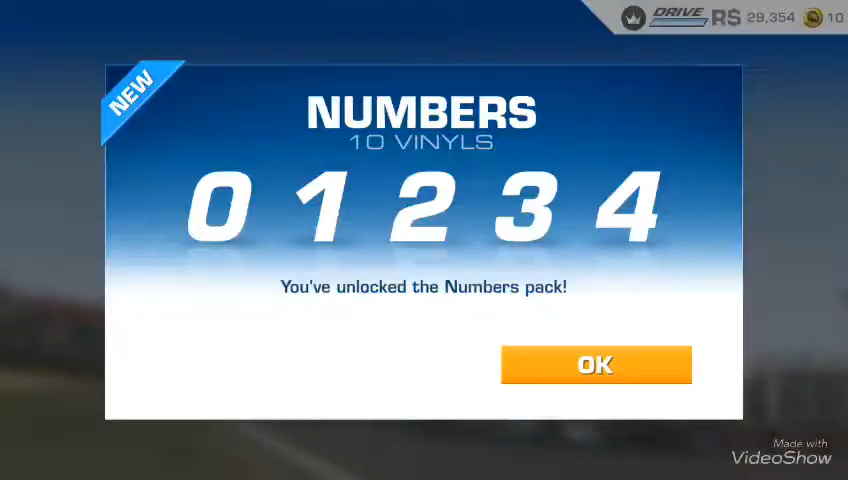 DRIVE R$ 29,354 10
NEW
NUMBERS
10 VINYLS
0 1 2 3 4
You've unlocked the Numbers pack!
OK
Made with
VideoShow